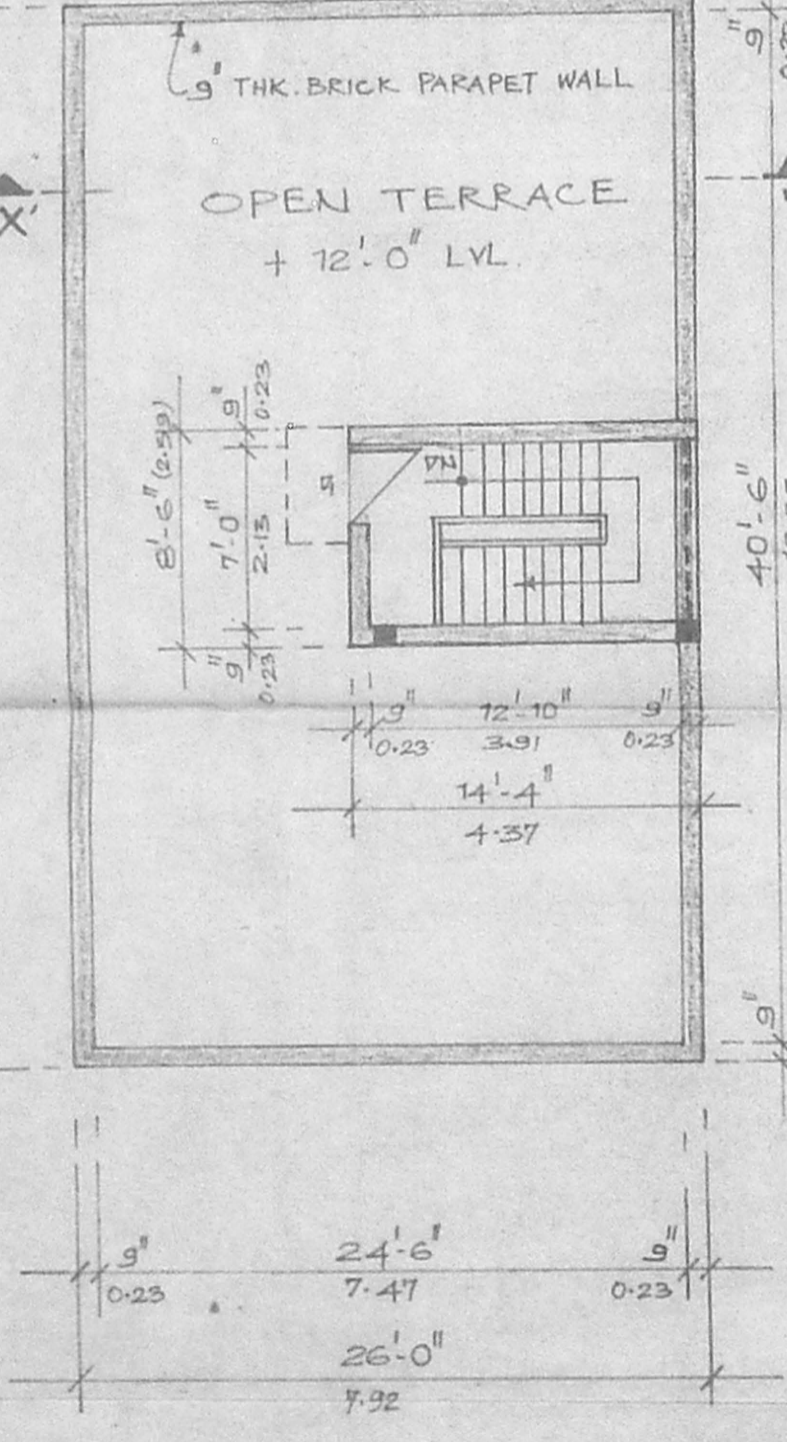 9" THK. BRICK PARAPET WALL
OPEN TERRACE
+ 12'-0" LVL.
X'
9"
40'-6"
9"
8'-6" (2.59)
9"
0.23
7'-0"
2.13
9"
0.23
DN
9" 12'-10" 9"
0.23 3.91 0.23
14'-4"
4.37
9" 24'-6" 9"
0.23 7.47 0.23
26'-0"
7.92